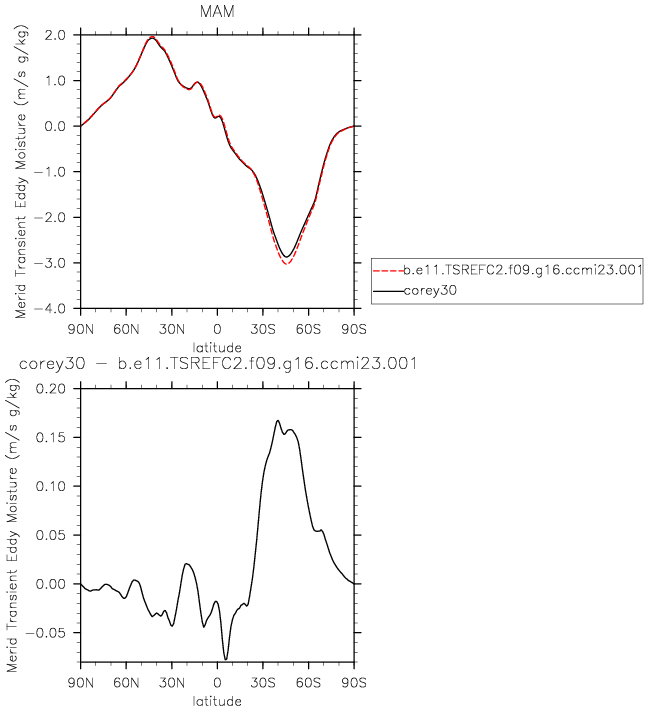 MAM
Merid Transient Eddy Moisture (m/s g/kg)
2.0
1.0
0.0
-1.0
-2.0
-3.0
-4.0
90N 60N 30N 0 30S 60S 90S
latitude
b.e11.TSREFC2.f09.g16.ccmi23.001
corey30
corey30 - b.e11.TSREFC2.f09.g16.ccmi23.001
Merid Transient Eddy Moisture (m/s g/kg)
0.20
0.15
0.10
0.05
0.00
-0.05
90N 60N 30N 0 30S 60S 90S
latitude